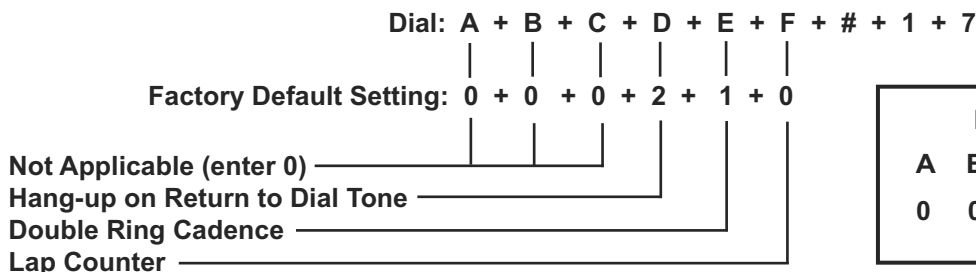 Dial: A + B + C + D + E + F + # + 1 + 7
Factory Default Setting: 0 + 0 + 0 + 2 + 1 + 0
Not Applicable (enter 0)
Hang-up on Return to Dial Tone
Double Ring Cadence
Lap Counter
A
0